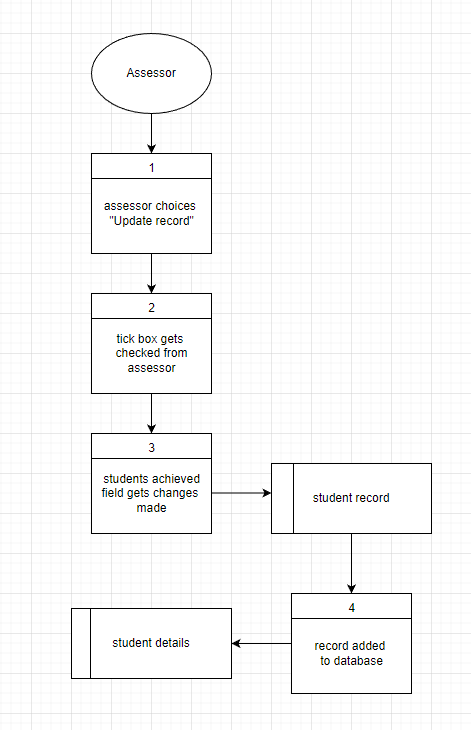 Assessor
1
assessor choices
"Update record"
2
tick box gets
checked from
assessor
3
students achieved
field gets changes
made
student record
4
record added
to database
student details